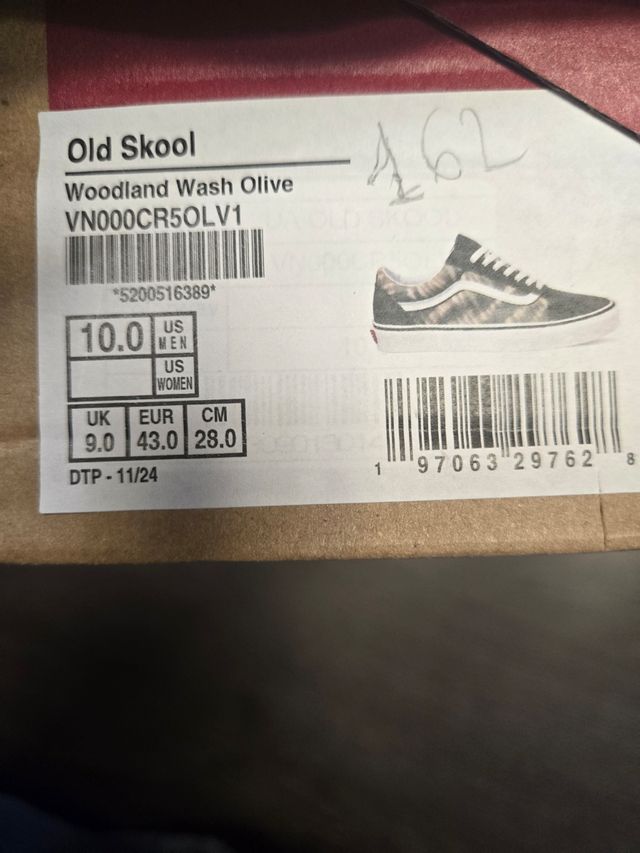 Old Skool
162
Woodland Wash Olive
VN000CR5OLV1
*5200516389*
10.0 US MEN
US WOMEN
UK EUR CM
9.0 43.0 28.0
DTP - 11/24
1 97063 29762 8